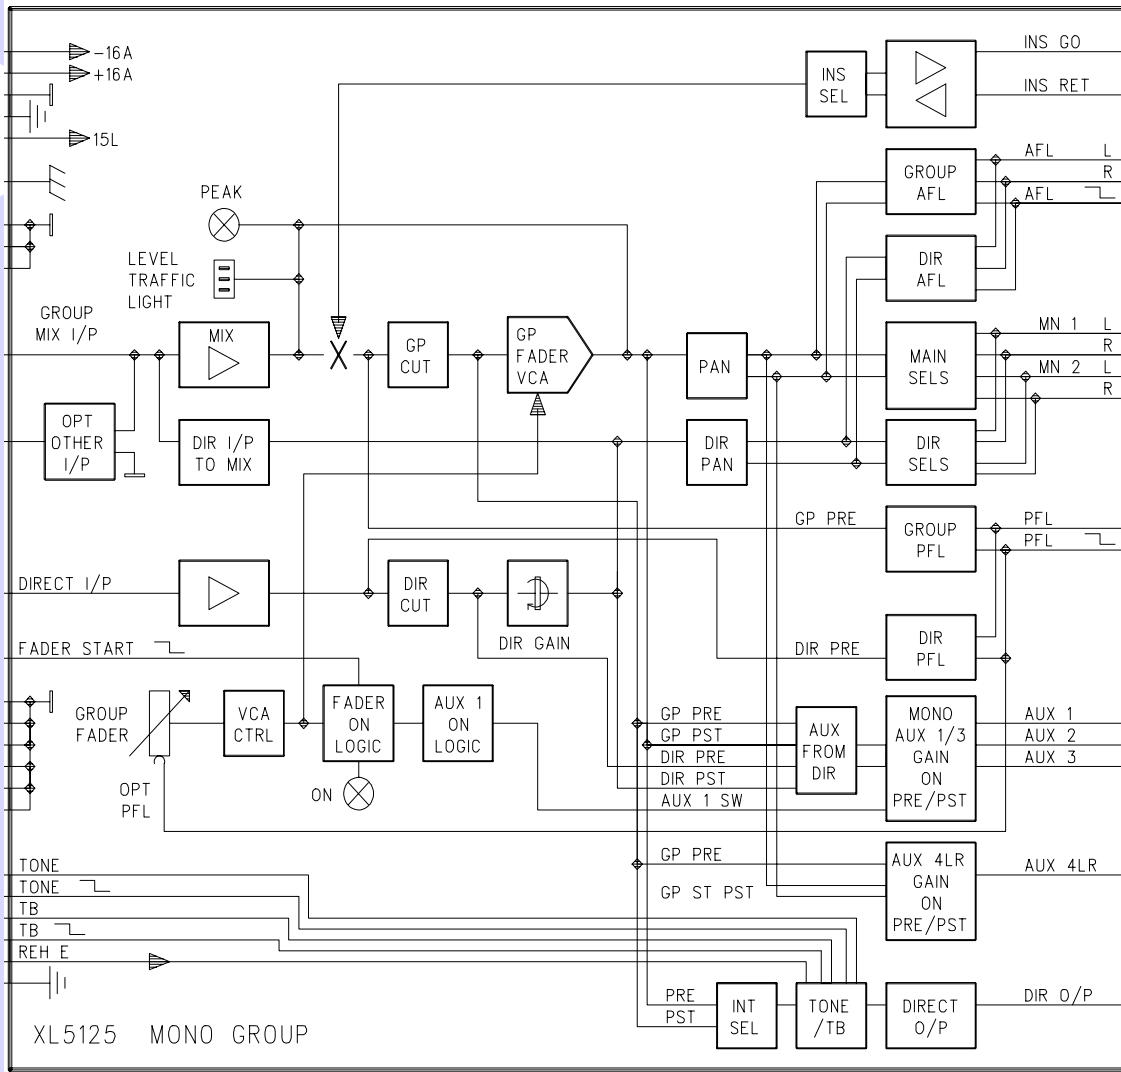 -16A
+16A
15L
INS
SEL
INS GO
INS RET
GROUP
AFL
AFL L
R
AFL
DIR
AFL
PEAK
LEVEL
TRAFFIC
LIGHT
GROUP
MIX I/P
MIX
GP
CUT
GP
FADER
VCA
PAN
MAIN
SELS
MN 1 L
R
MN 2 L
R
OPT
OTHER
I/P
DIR I/P
TO MIX
DIR
PAN
DIR
SELS
GP PRE
GROUP
PFL
PFL
PFL
DIRECT I/P
DIR
CUT
DIR GAIN
DIR PRE
DIR
PFL
FADER START
GROUP
FADER
VCA
CTRL
FADER
ON
LOGIC
AUX 1
ON
LOGIC
GP PRE
GP PST
DIR PRE
DIR PST
AUX 1 SW
AUX
FROM
DIR
MONO
AUX 1/3
GAIN
ON
PRE/PST
AUX 1
AUX 2
AUX 3
OPT
PFL
ON
GP PRE
GP ST PST
AUX 4LR
GAIN
ON
PRE/PST
AUX 4LR
TONE
TONE
TB
TB
REH E
PRE
PST
INT
SEL
TONE
/TB
DIRECT
O/P
DIR O/P
XL5125 MONO GROUP